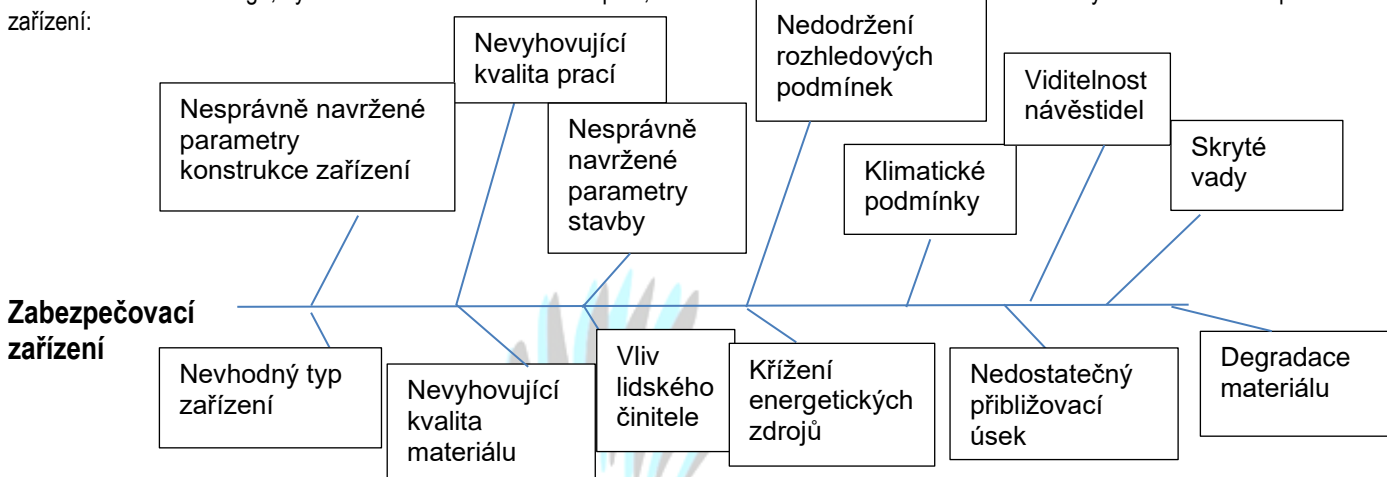 zařízení:
Nesprávně navržené
parametry
konstrukce zařízení
Nevyhovující
kvalita prací
Nesprávně
navržené
parametry
stavby
Nedodržení
rozhledových
podmínek
Klimatické
podmínky
Viditelnost
návěstidel
Skryté
vady
Zabezpečovací
zařízení
Nevhodný typ
zařízení
Nevyhovující
kvalita
materiálu
Vliv
lidského
činitele
Křížení
energetických
zdrojů
Nedostatečný
přibližovací
úsek
Degradace
materiálu